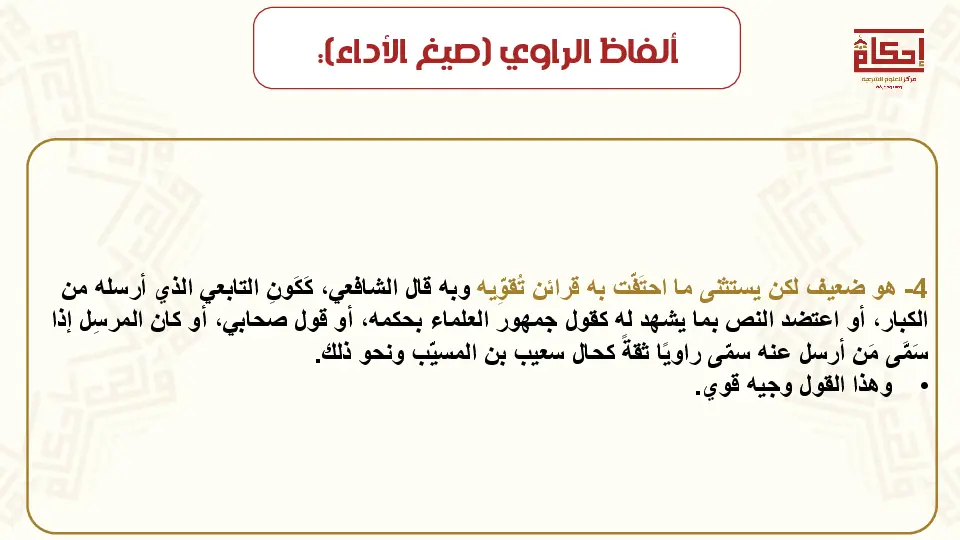 ألفاظ الراوي (صيغ الأداء):
إحكام
مركز للعلوم الشرعية
4- هو ضعيف لكن يستثنى ما احتَفّت به قرائن تُقوّيه وبه قال الشافعي، ككَونِ التابعي الذي أرسله من
الكبار، أو اعتضد النص بما يشهد له كقول جمهور العلماء بحكمه، أو قول صحابي، أو كان المرسِل إذا
سَمَّى مَن أرسل عنه سمّى راويًا ثقةً كحال سعيب بن المسيّب ونحو ذلك.
• وهذا القول وجيه قوي.